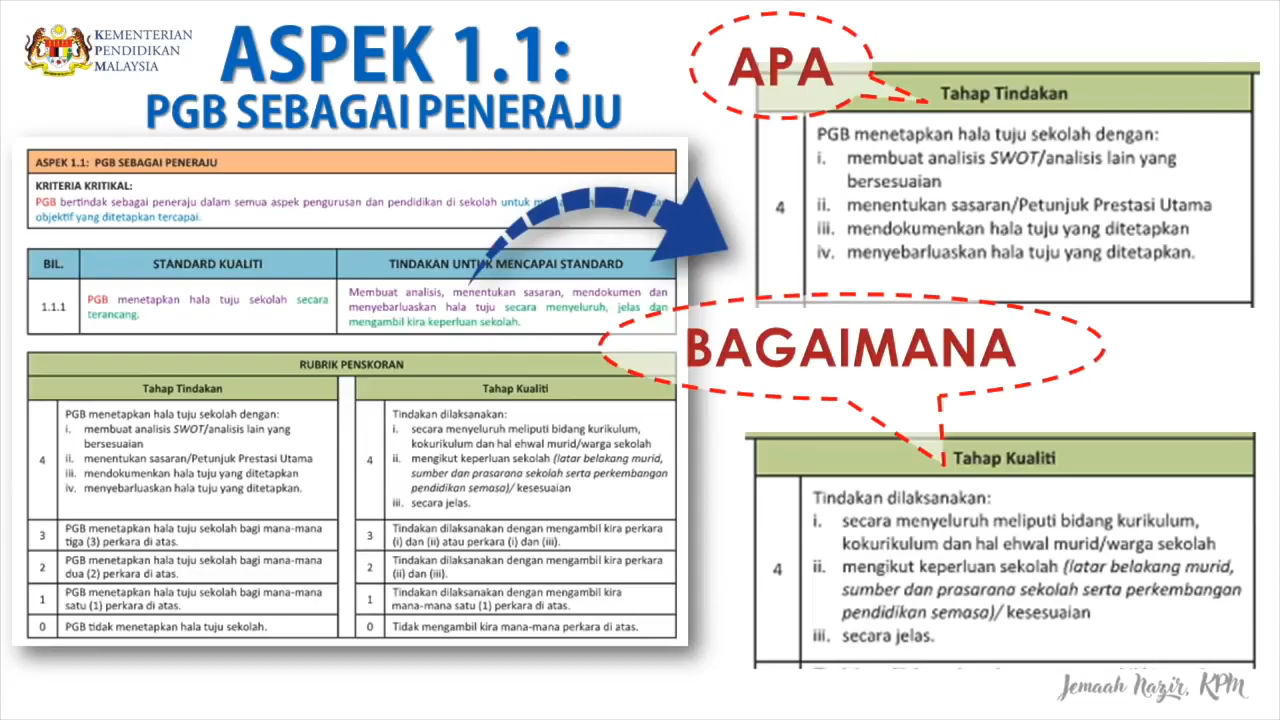 KEMENTERIAN
PENDIDIKAN
MALAYSIA
ASPEK 1.1:
PGB SEBAGAI PENERAJU
ASPEK 1.1: PGB SEBAGAI PENERAJU
KRITERIA KRITIKAL:
PGB bertindak sebagai peneraju dalam semua aspek pengurusan dan pendidikan di sekolah untuk
objektif yang ditetapkan tercapai.
BIL. STANDARD KUALITI TINDAKAN UNTUK MENCAPAI STANDARD
1.1.1
PGB menetapkan hala tuju sekolah secara
terancang.
Membuat analisis, menentukan sasaran, mendokumen dan
menyebarluaskan hala tuju secara menyeluruh, jelas dan
mengambil kira keperluan sekolah.
RUBRIK PENSKORAN
Tahap Tindakan
4
PGB menetapkan hala tuju sekolah dengan:
i. membuat analisis SWOT/analisis lain yang
bersesuaian
ii. menentukan sasaran/Petunjuk Prestasi Utama
iii. mendokumenkan hala tuju yang ditetapkan
iv. menyebarluaskan hala tuju yang ditetapkan.
3
PGB menetapkan hala tuju sekolah bagi mana-mana
tiga (3) perkara di atas.
2
PGB menetapkan hala tuju sekolah bagi mana-mana
dua (2) perkara di atas.
1
PGB menetapkan hala tuju sekolah bagi mana-mana
satu (1) perkara di atas.
0 PGB tidak menetapkan hala tuju sekolah.
Tahap Kualiti
4
Tindakan dilaksanakan:
i. secara menyeluruh meliputi bidang kurikulum,
kokurikulum dan hal ehwal murid/warga sekolah
ii. mengikut keperluan sekolah (latar belakang murid,
sumber dan prasarana sekolah serta perkembangan
pendidikan semasa)/ kesesuaian
iii. secara jelas.
3
Tindakan dilaksanakan dengan mengambil kira perkara
(i) dan (ii) atau perkara (i) dan (iii).
2
Tindakan dilaksanakan dengan mengambil kira perkara
(ii) dan (iii).
1
Tindakan dilaksanakan dengan mengambil kira
mana-mana satu (1) perkara di atas.
0 Tidak mengambil kira mana-mana perkara di atas.
APA
Tahap Tindakan
4
PGB menetapkan hala tuju sekolah dengan:
i. membuat analisis SWOT/analisis lain yang
bersesuaian
ii. menentukan sasaran/Petunjuk Prestasi Utama
iii. mendokumenkan hala tuju yang ditetapkan
iv. menyebarluaskan hala tuju yang ditetapkan.
BAGAIMANA
Tahap Kualiti
4
Tindakan dilaksanakan:
i. secara menyeluruh meliputi bidang kurikulum,
kokurikulum dan hal ehwal murid/warga sekolah
ii. mengikut keperluan sekolah (latar belakang murid,
sumber dan prasarana sekolah serta perkembangan
pendidikan semasa)/ kesesuaian
iii. secara jelas.
Jemaah Nazir, KPM